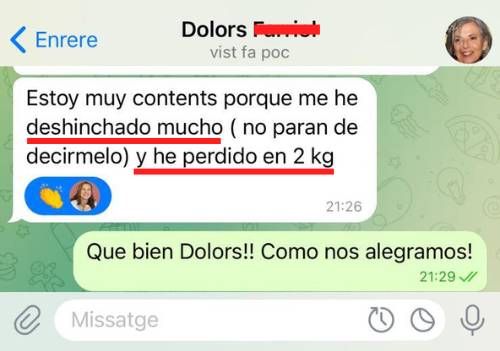 Enrere
Dolors
vist fa poc
Estoy muy contents porque me he
deshinchado mucho ( no paran de
decirmelo) y he perdido en 2 kg
21:26
Que bien Dolors!! Como nos alegramos!
21:29
Missatge